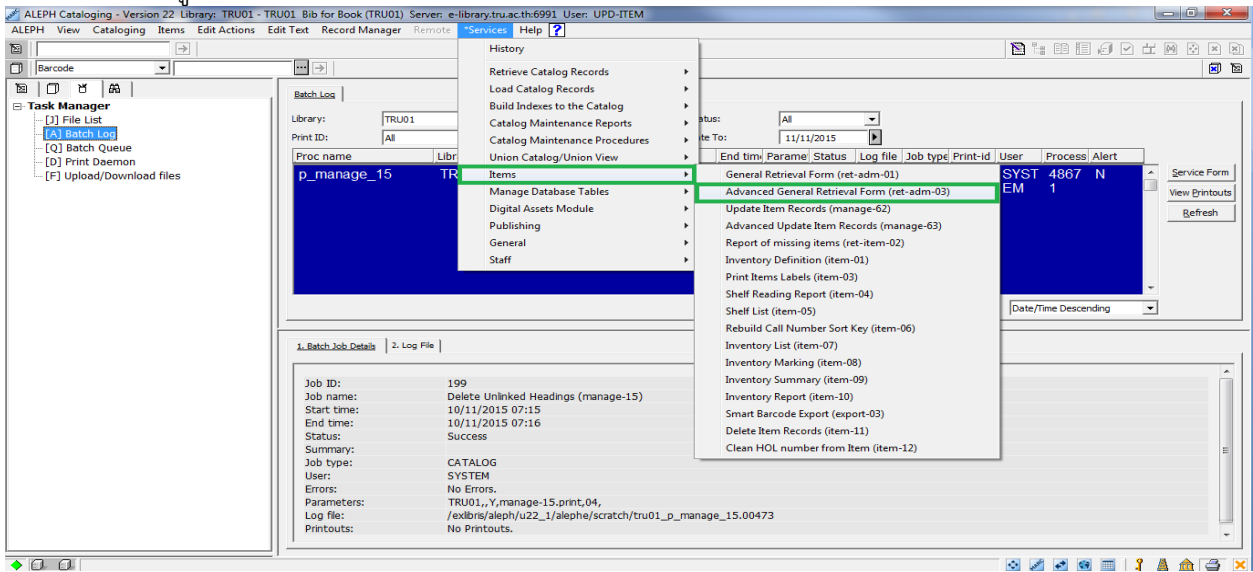 ALEPH Cataloging - Version 22 Library: TRU01 - TRU01 Bib for Book (TRU01) Server: e-library.tru.ac.th:6991 User: UPD-ITEM
ALEPH View Cataloging Items Edit Actions Edit Text Record Manager Remote *Services Help ?
Barcode
Task Manager
[J] File List
[A] Batch Log
[Q] Batch Queue
[D] Print Daemon
[F] Upload/Download files
History
Retrieve Catalog Records
Load Catalog Records
Build Indexes to the Catalog
Catalog Maintenance Reports
Catalog Maintenance Procedures
Union Catalog/Union View
Items
Manage Database Tables
Digital Assets Module
Publishing
General
Staff
General Retrieval Form (ret-adm-01)
Advanced General Retrieval Form (ret-adm-03)
Update Item Records (manage-62)
Advanced Update Item Records (manage-63)
Report of missing items (ret-item-02)
Inventory Definition (item-01)
Print Items Labels (item-03)
Shelf Reading Report (item-04)
Shelf List (item-05)
Rebuild Call Number Sort Key (item-06)
Inventory List (item-07)
Inventory Marking (item-08)
Inventory Summary (item-09)
Inventory Report (item-10)
Smart Barcode Export (export-03)
Delete Item Records (item-11)
Clean HOL number from Item (item-12)
Batch Log
Library: TRU01 atus: All
Print ID: All te To: 11/11/2015
Proc name Libr End time Parame Status Log file Job type Print-id User Process Alert
p_manage_15 TR SYST 4867 N
EM 1
Service Form
View Printouts
Refresh
Date/Time Descending
1. Batch Job Details 2. Log File
Job ID: 199
Job name: Delete Unlinked Headings (manage-15)
Start time: 10/11/2015 07:15
End time: 10/11/2015 07:16
Status: Success
Summary:
Job type: CATALOG
User: SYSTEM
Errors: No Errors.
Parameters: TRU01,,Y,manage-15.print,04,
Log file: /exlibris/aleph/u22_1/alephe/scratch/tru01_p_manage_15.00473
Printouts: No Printouts.